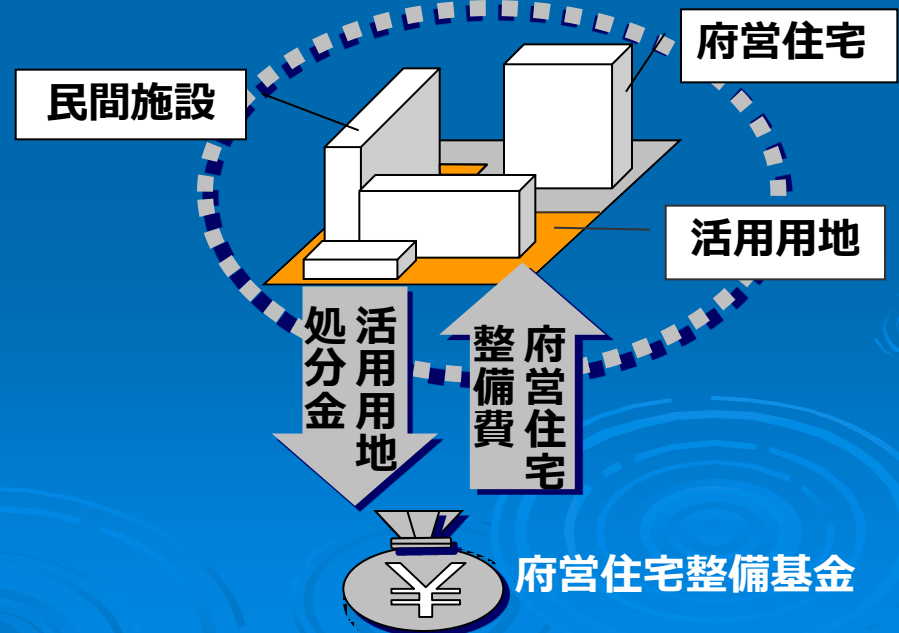 府営住宅
民間施設
活用用地
活用用地
処分金
府営住宅
整備費
¥
府営住宅整備基金